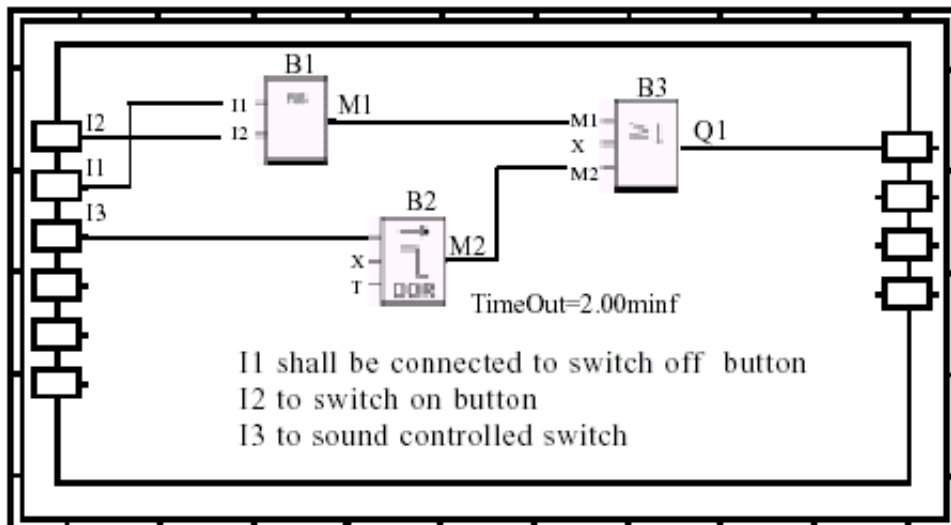 B1
I1
I2
M1
B3
M1
X
M2
≥1
Q1
I2
I1
I3
B2
X
T
M2
TimeOut=2.00minf
I1 shall be connected to switch off button
I2 to switch on button
I3 to sound controlled switch